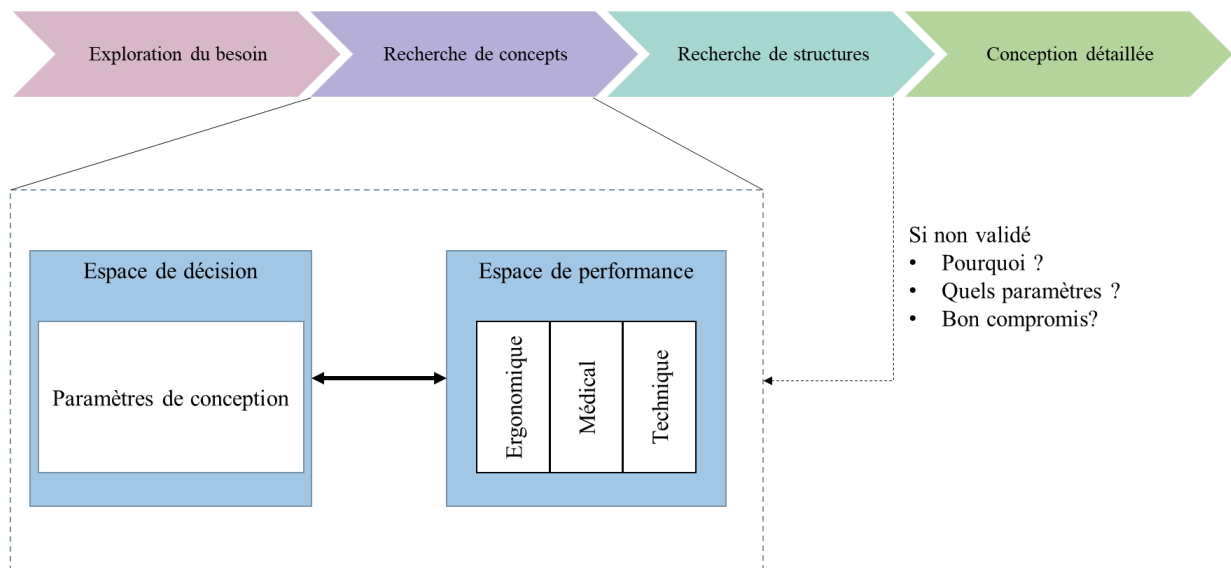 Exploration du besoin
Recherche de concepts
Recherche de structures
Conception détaillée
Espace de décision
Paramètres de conception
Espace de performance
Ergonomique
Médical
Technique
Si non validé
• Pourquoi ?
• Quels paramètres ?
• Bon compromis?